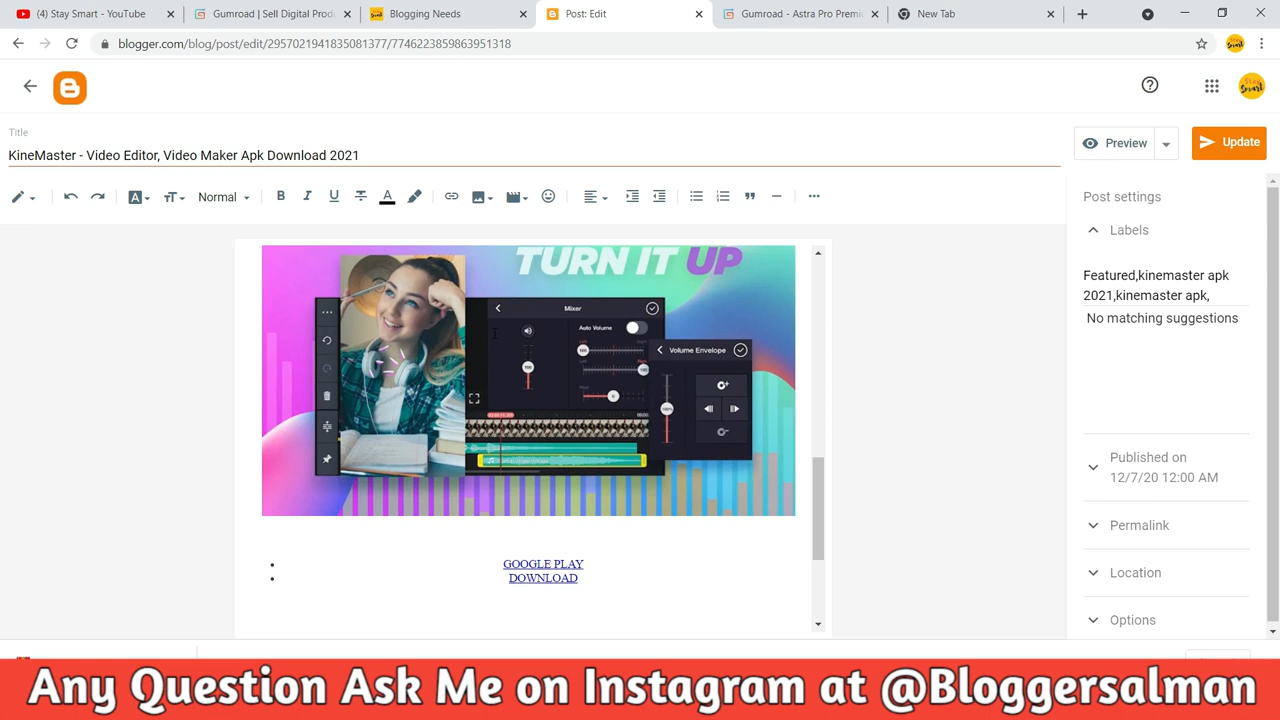 (4) Stay Smart - YouTube
Gumroad | Sell Digital Prod
Blogging Needs
Post: Edit
Gumroad - Astra Pro Premi
New Tab
blogger.com/blog/post/edit/2957021941835081377/7746223859863951318
Title
KineMaster - Video Editor, Video Maker Apk Download 2021
Preview
Update
Normal
Post settings
Labels
Featured,kinemaster apk
2021,kinemaster apk,
No matching suggestions
TURN IT UP
Mixer
Auto Volume
Volume Envelope
100
100
100
100%
GOOGLE PLAY
DOWNLOAD
Published on
12/7/20 12:00 AM
Permalink
Location
Options
Any Question Ask Me on Instagram at @Bloggersalman